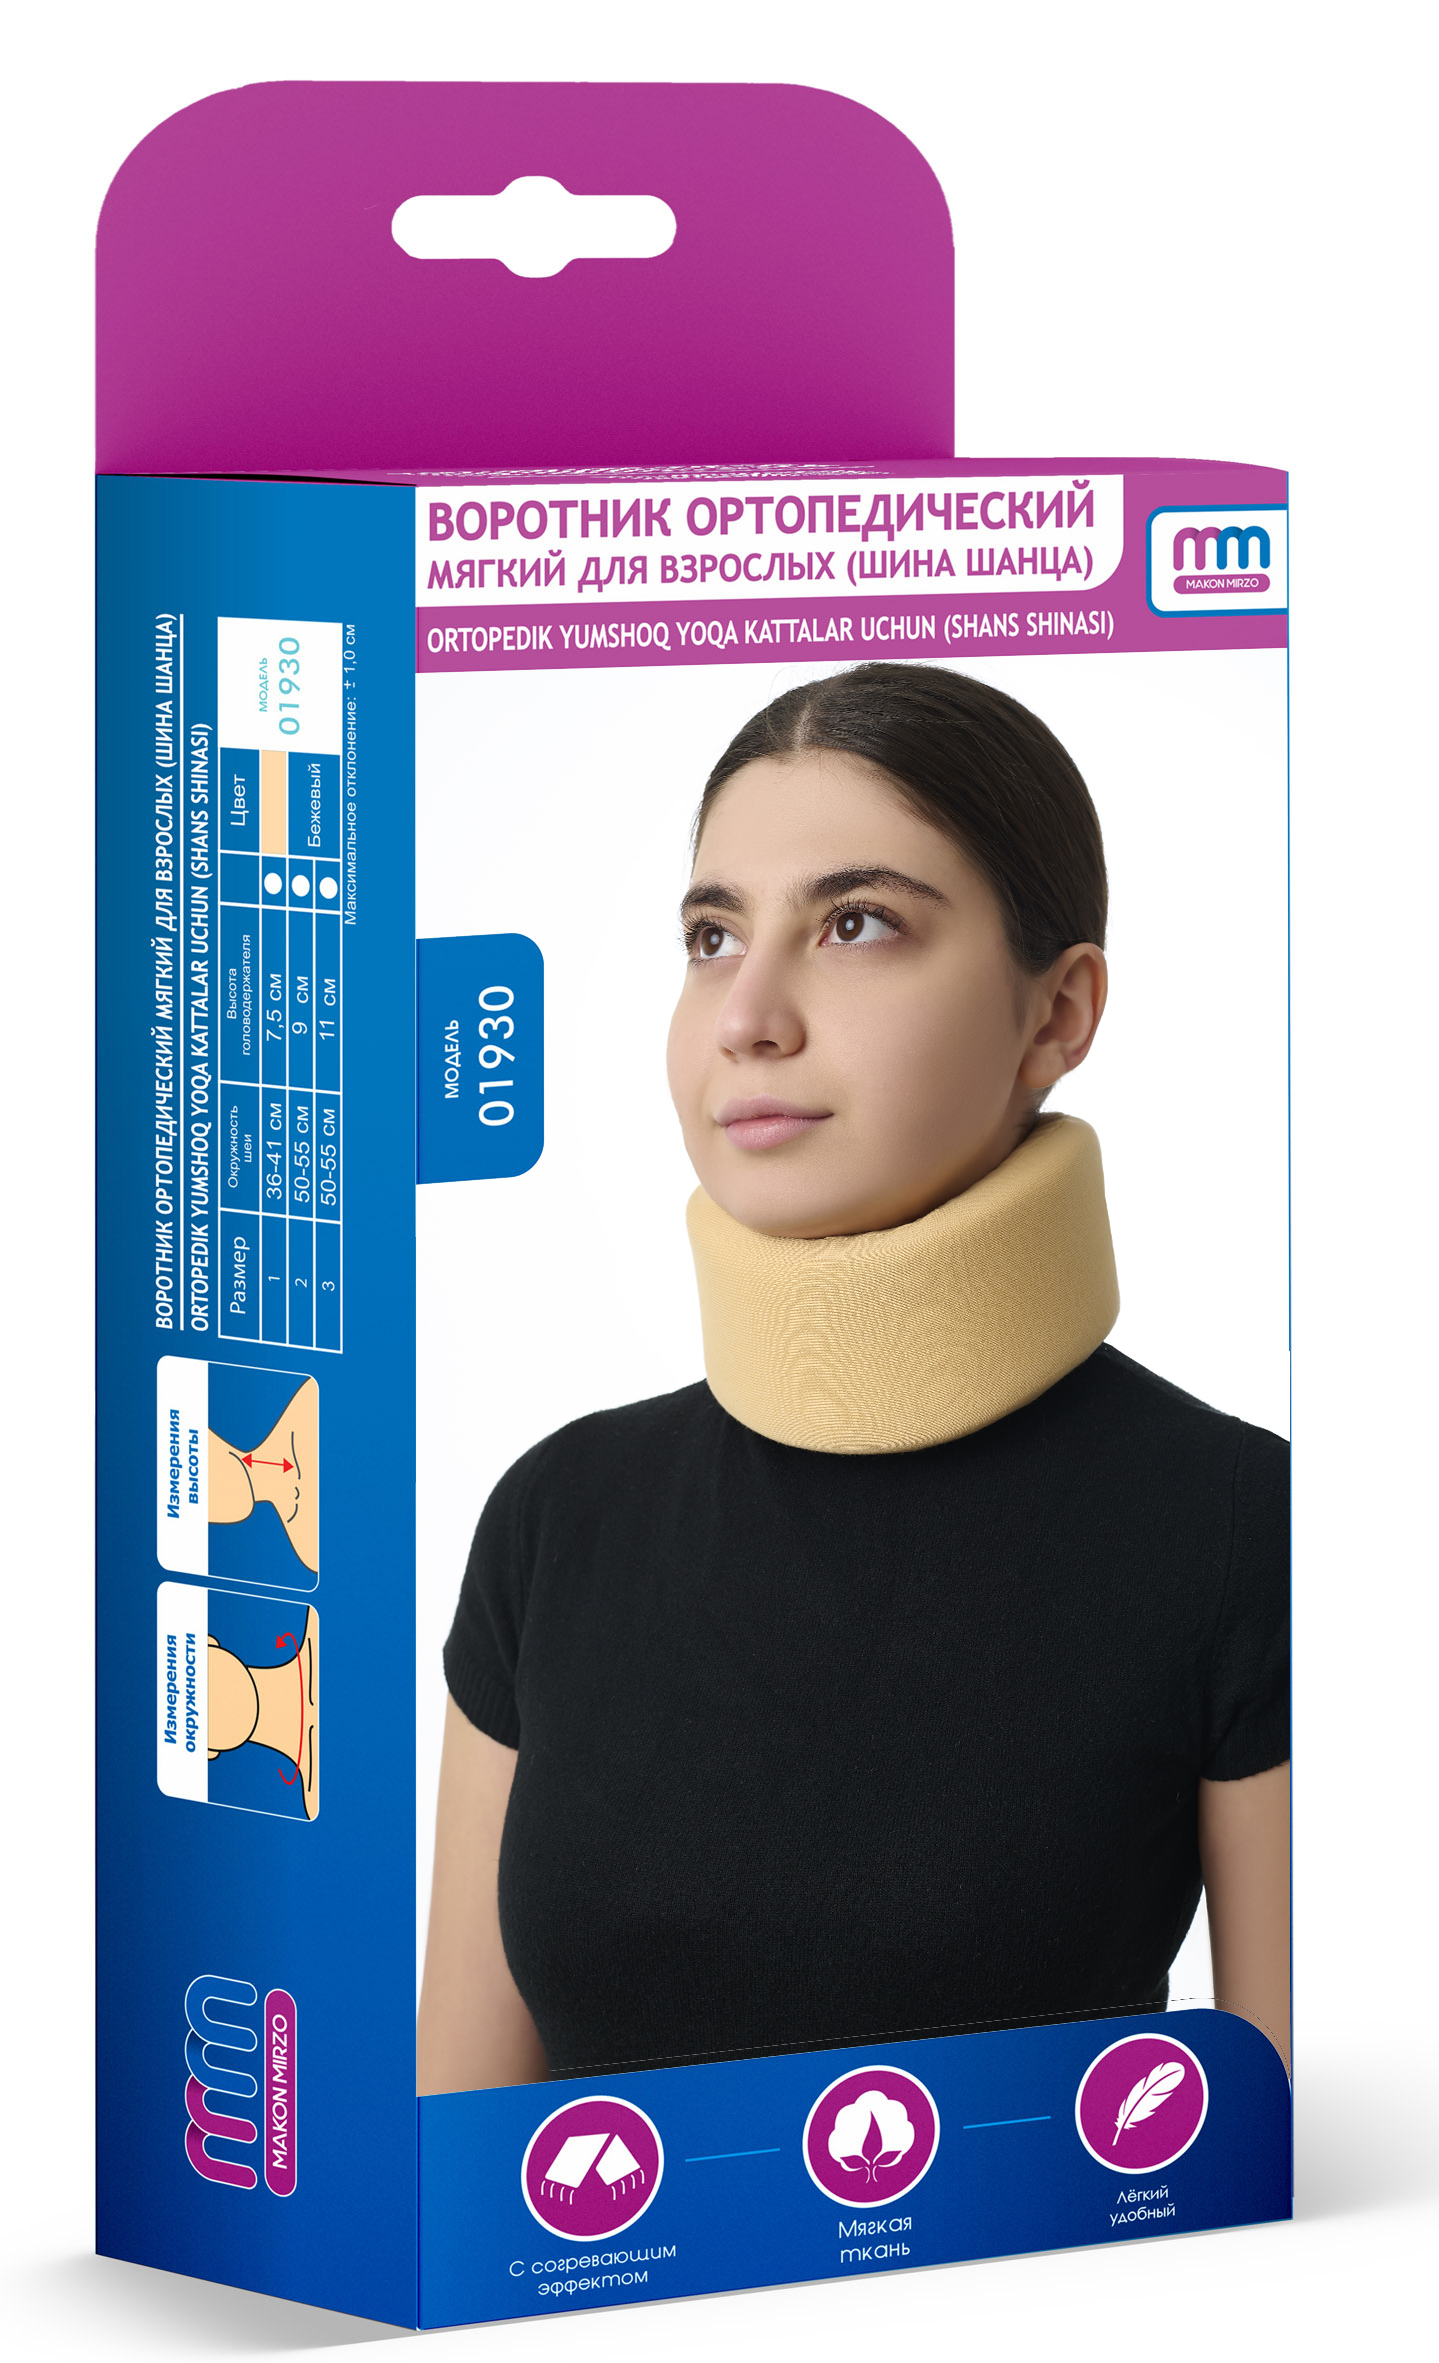 ВОРОТНИК ОРТОПЕДИЧЕСКИЙ
МЯГКИЙ ДЛЯ ВЗРОСЛЫХ (ШИНА ШАНЦА)
ORTOPEDIK YUMSHOQ YOQA KATTALAR UCHUN (SHANS SHINASI)
MAKON MIRZO
МОДЕЛЬ
01930
С согревающим
эффектом
Мягкая
ткань
Лёгкий
удобный
ВОРОТНИК ОРТОПЕДИЧЕСКИЙ МЯГКИЙ ДЛЯ ВЗРОСЛЫХ (ШИНА ШАНЦА)
ORTOPEDIK YUMSHOQ YOQA KATTALAR UCHUN (SHANS SHINASI)
Размер Окружность шеи Высота головодержателя Цвет
1 36-41 см 7,5 см
2 50-55 см 9 см
3 50-55 см 11 см
Бежевый
МОДЕЛЬ
01930
Максимальное отклонение: ± 1,0 см
Измерения
высоты
Измерения
окружности
MAKON MIRZO